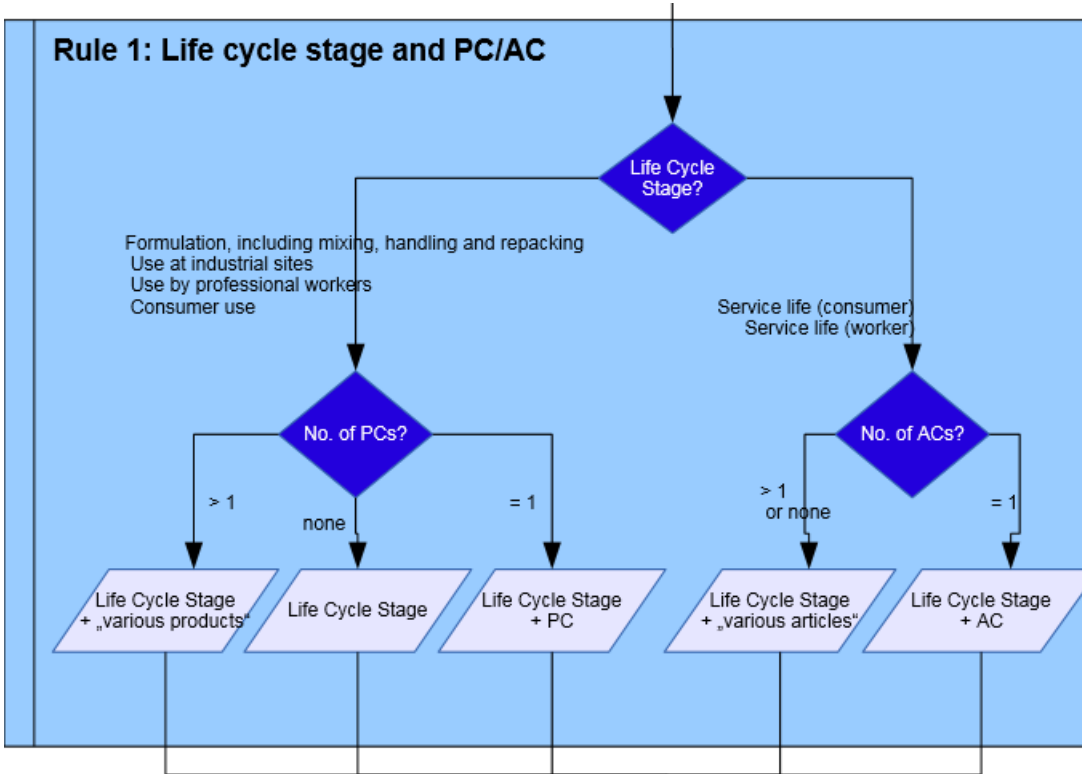 Rule 1: Life cycle stage and PC/AC
Life Cycle
Stage?
Formulation, including mixing, handling and repacking
Use at industrial sites
Use by professional workers
Consumer use
Service life (consumer)
Service life (worker)
No. of PCs?
No. of ACs?
> 1
none
= 1
> 1
or none
= 1
Life Cycle Stage
+ „various products“
Life Cycle Stage
Life Cycle Stage
+ PC
Life Cycle Stage
+ „various articles“
Life Cycle Stage
+ AC